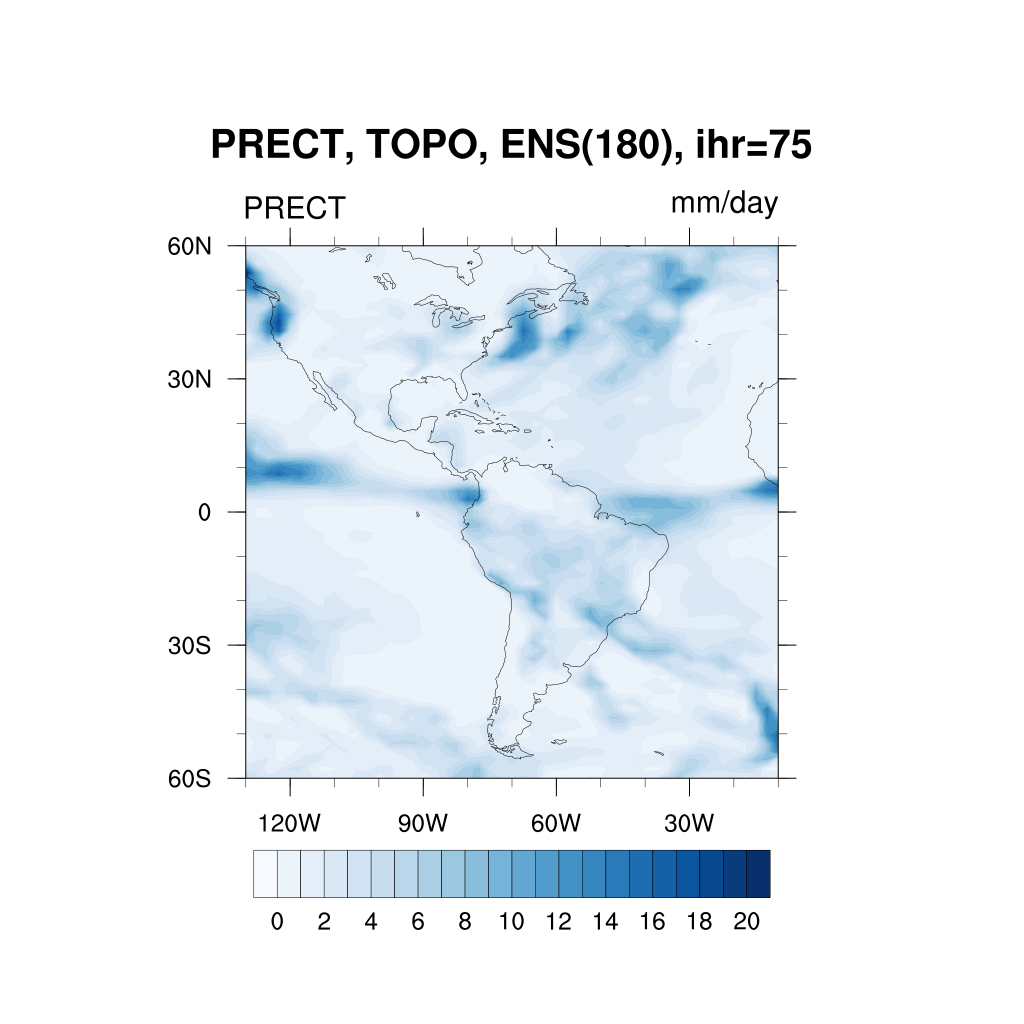 PRECT, TOPO, ENS(180), ihr=75
PRECT mm/day
60N
30N
0
30S
60S
120W 90W 60W 30W
0 2 4 6 8 10 12 14 16 18 20